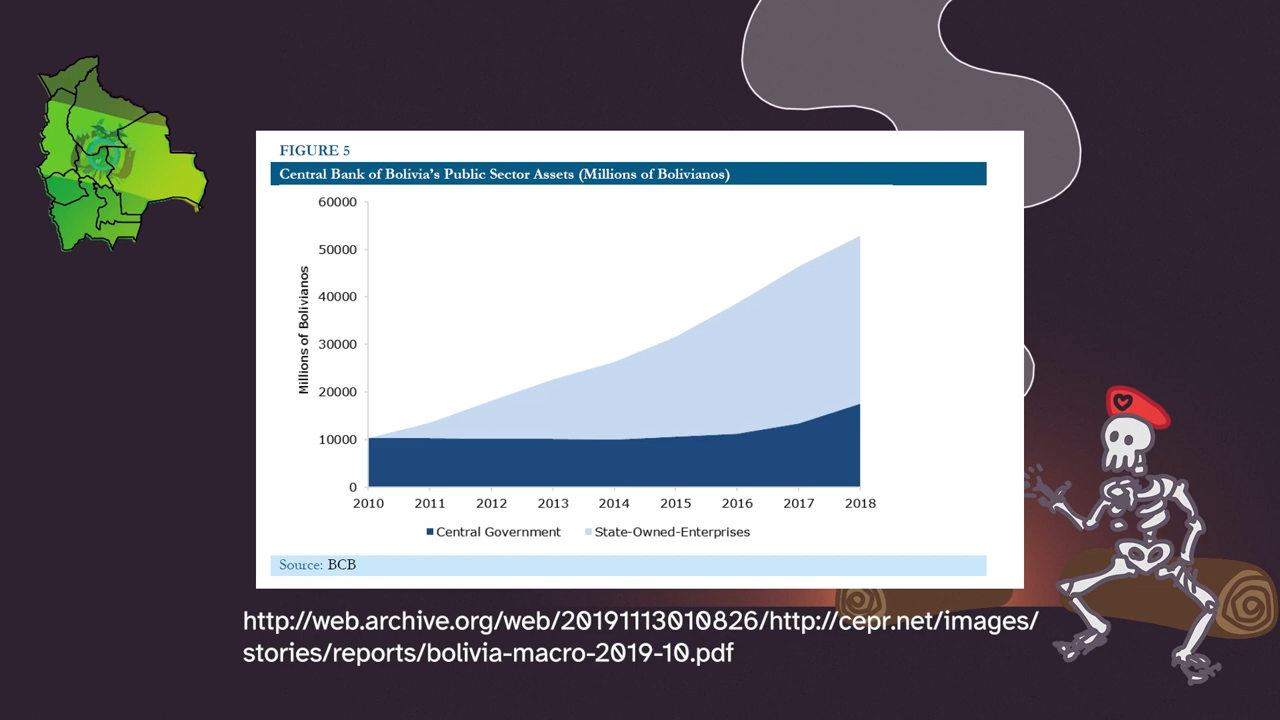 FIGURE 5
Central Bank of Bolivia's Public Sector Assets (Millions of Bolivianos)
60000
50000
40000
30000
20000
10000
0
Millions of Bolivianos
2010 2011 2012 2013 2014 2015 2016 2017 2018
Central Government State-Owned-Enterprises
Source: BCB
http://web.archive.org/web/20191113010826/http://cepr.net/images/
stories/reports/bolivia-macro-2019-10.pdf